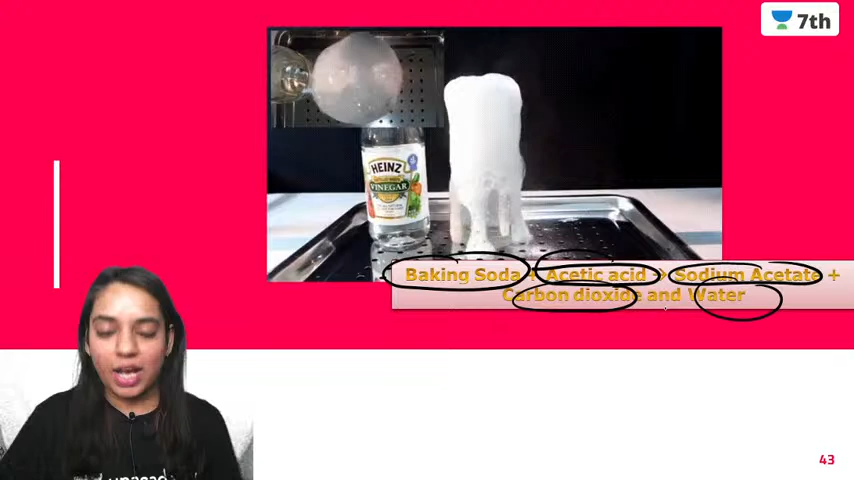 7th
HEINZ
VINEGAR
Baking Soda + Acetic acid → Sodium Acetate +
Carbon dioxide and Water
43